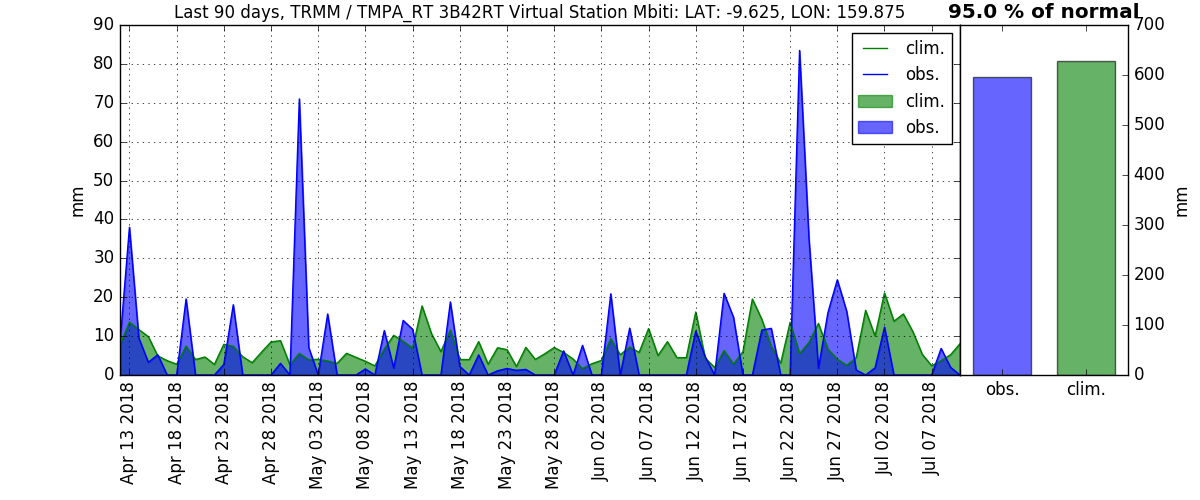 Last 90 days, TRMM / TMPA_RT 3B42RT Virtual Station Mbiti: LAT: -9.625, LON: 159.875
95.0 % of normal
90
80
70
60
50
40
30
20
10
0
mm
clim.
obs.
clim.
obs.
700
600
500
400
300
200
100
0
mm
obs.
clim.
Apr 13 2018
Apr 18 2018
Apr 23 2018
Apr 28 2018
May 03 2018
May 08 2018
May 13 2018
May 18 2018
May 23 2018
May 28 2018
Jun 02 2018
Jun 07 2018
Jun 12 2018
Jun 17 2018
Jun 22 2018
Jun 27 2018
Jul 02 2018
Jul 07 2018